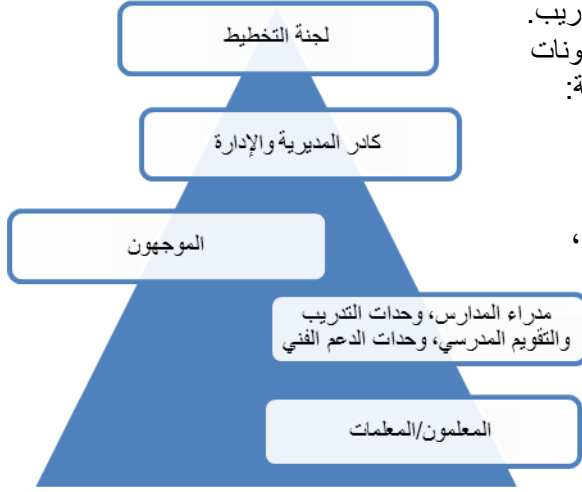 لجنة التخطيط
كادر المديرية والإدارة
الموجهون
مدراء المدارس، وحدات التدريب
والتقويم المدرسي، وحدات الدعم الفني
المعلمون/المعلمات